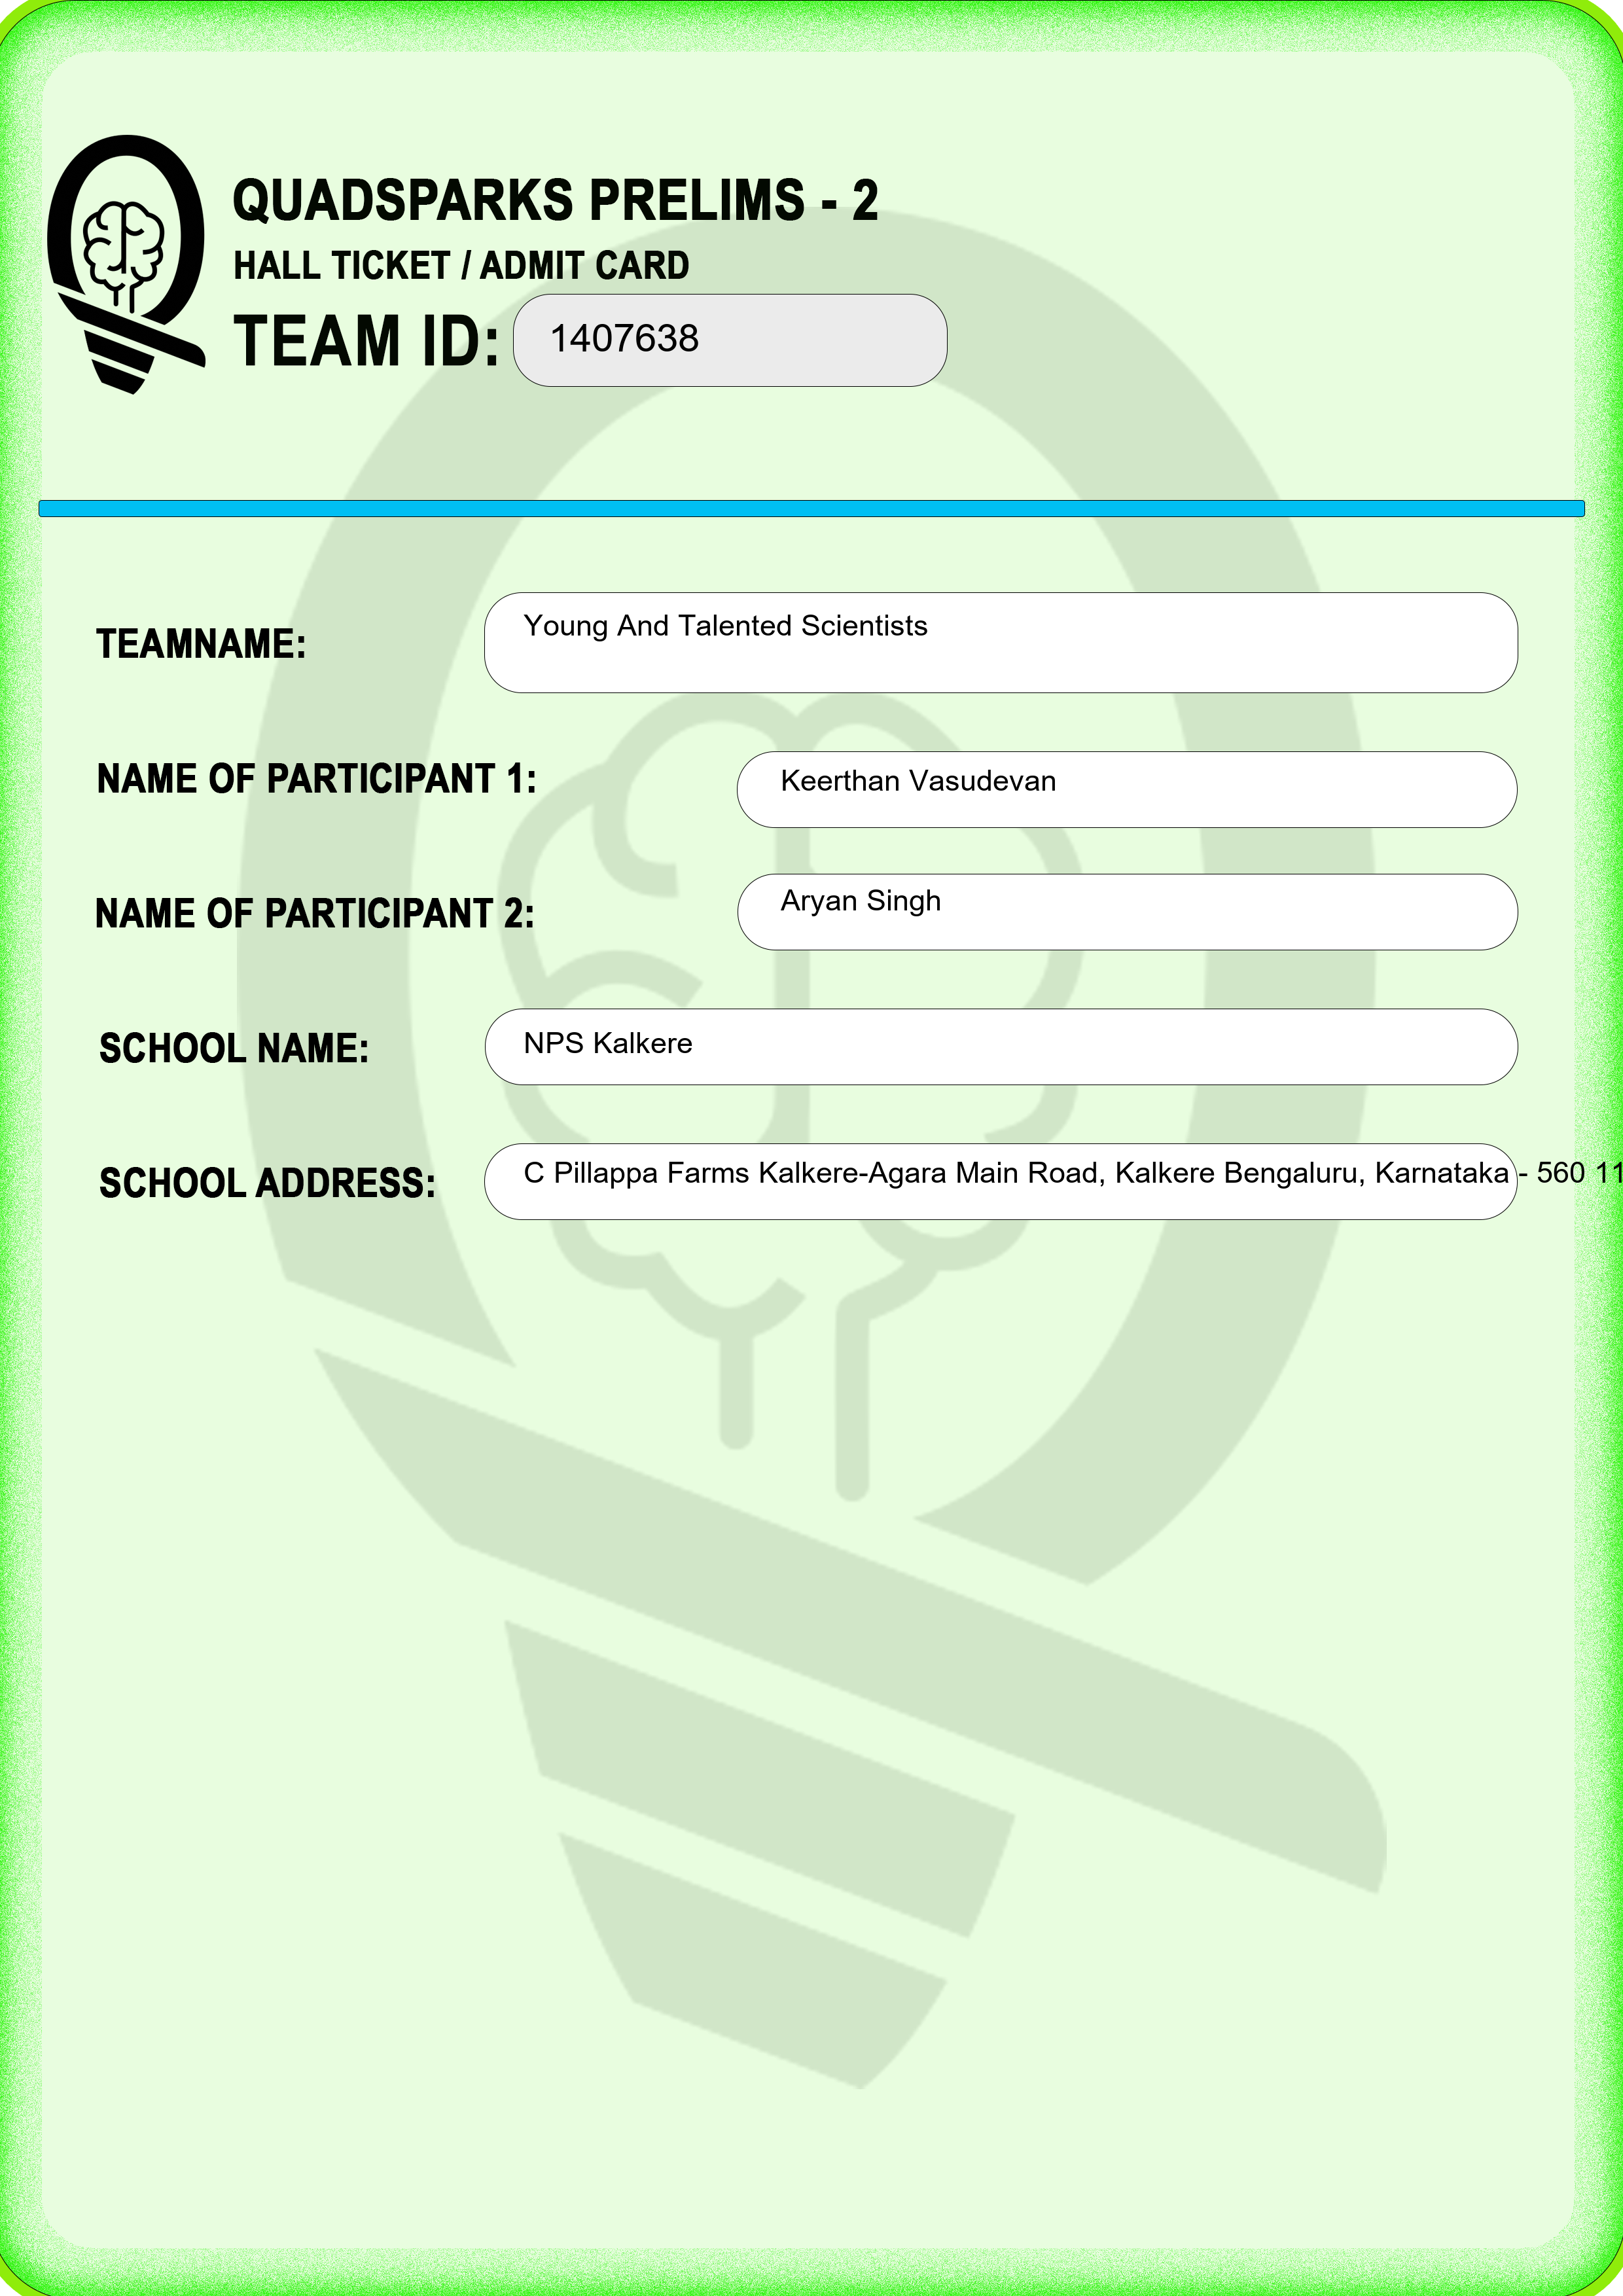 QUADSPARKS PRELIMS - 2
HALL TICKET / ADMIT CARD
TEAM ID: 1407638
TEAMNAME: Young And Talented Scientists
NAME OF PARTICIPANT 1: Keerthan Vasudevan
NAME OF PARTICIPANT 2: Aryan Singh
SCHOOL NAME: NPS Kalkere
SCHOOL ADDRESS: C Pillappa Farms Kalkere-Agara Main Road, Kalkere Bengaluru, Karnataka - 560 11